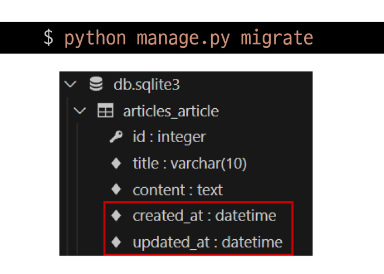 $ python manage.py migrate
db.sqlite3
articles_article
id : integer
title : varchar(10)
content : text
created_at : datetime
updated_at : datetime